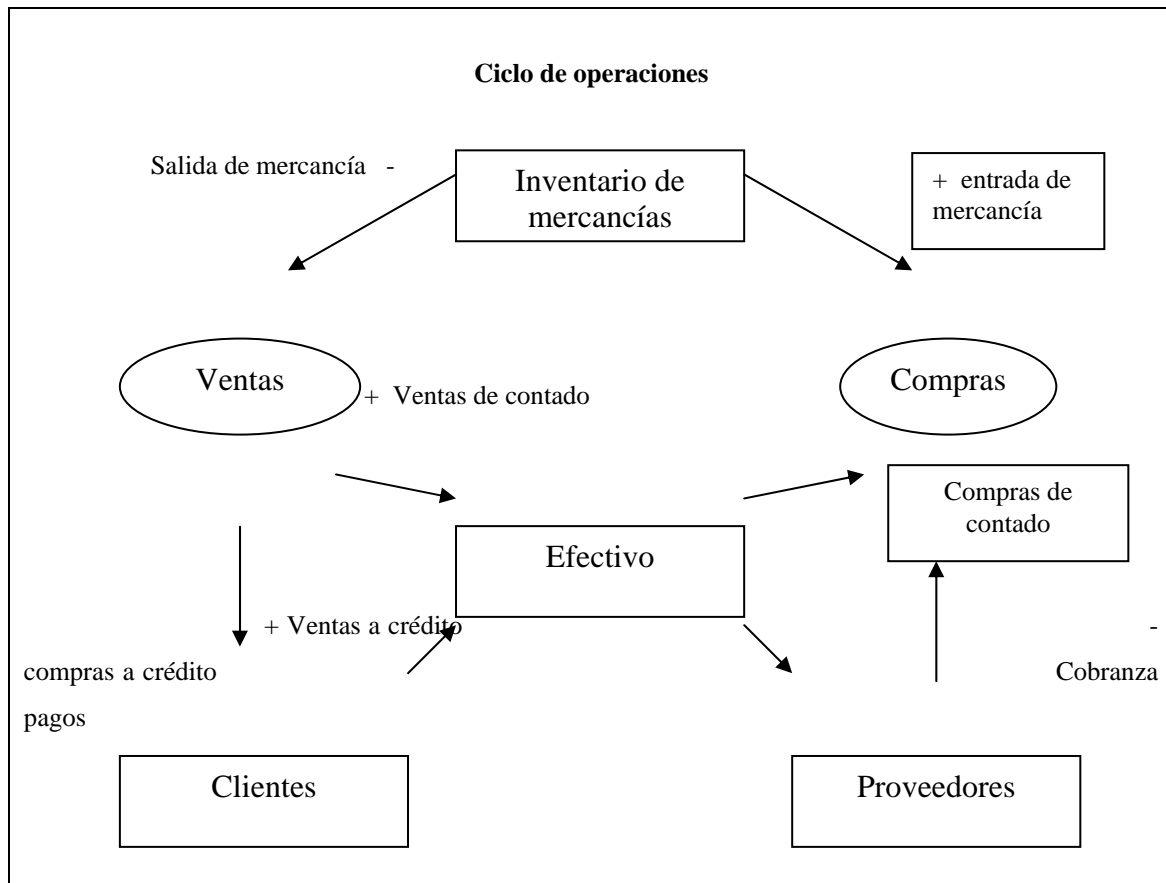 Ciclo de operaciones
Salida de mercancía -
Inventario de
mercancías
+ entrada de
mercancía
Ventas
+ Ventas de contado
Compras
Compras de
contado
Efectivo
+ Ventas a crédito
-
compras a crédito
Cobranza
pagos
Clientes
Proveedores